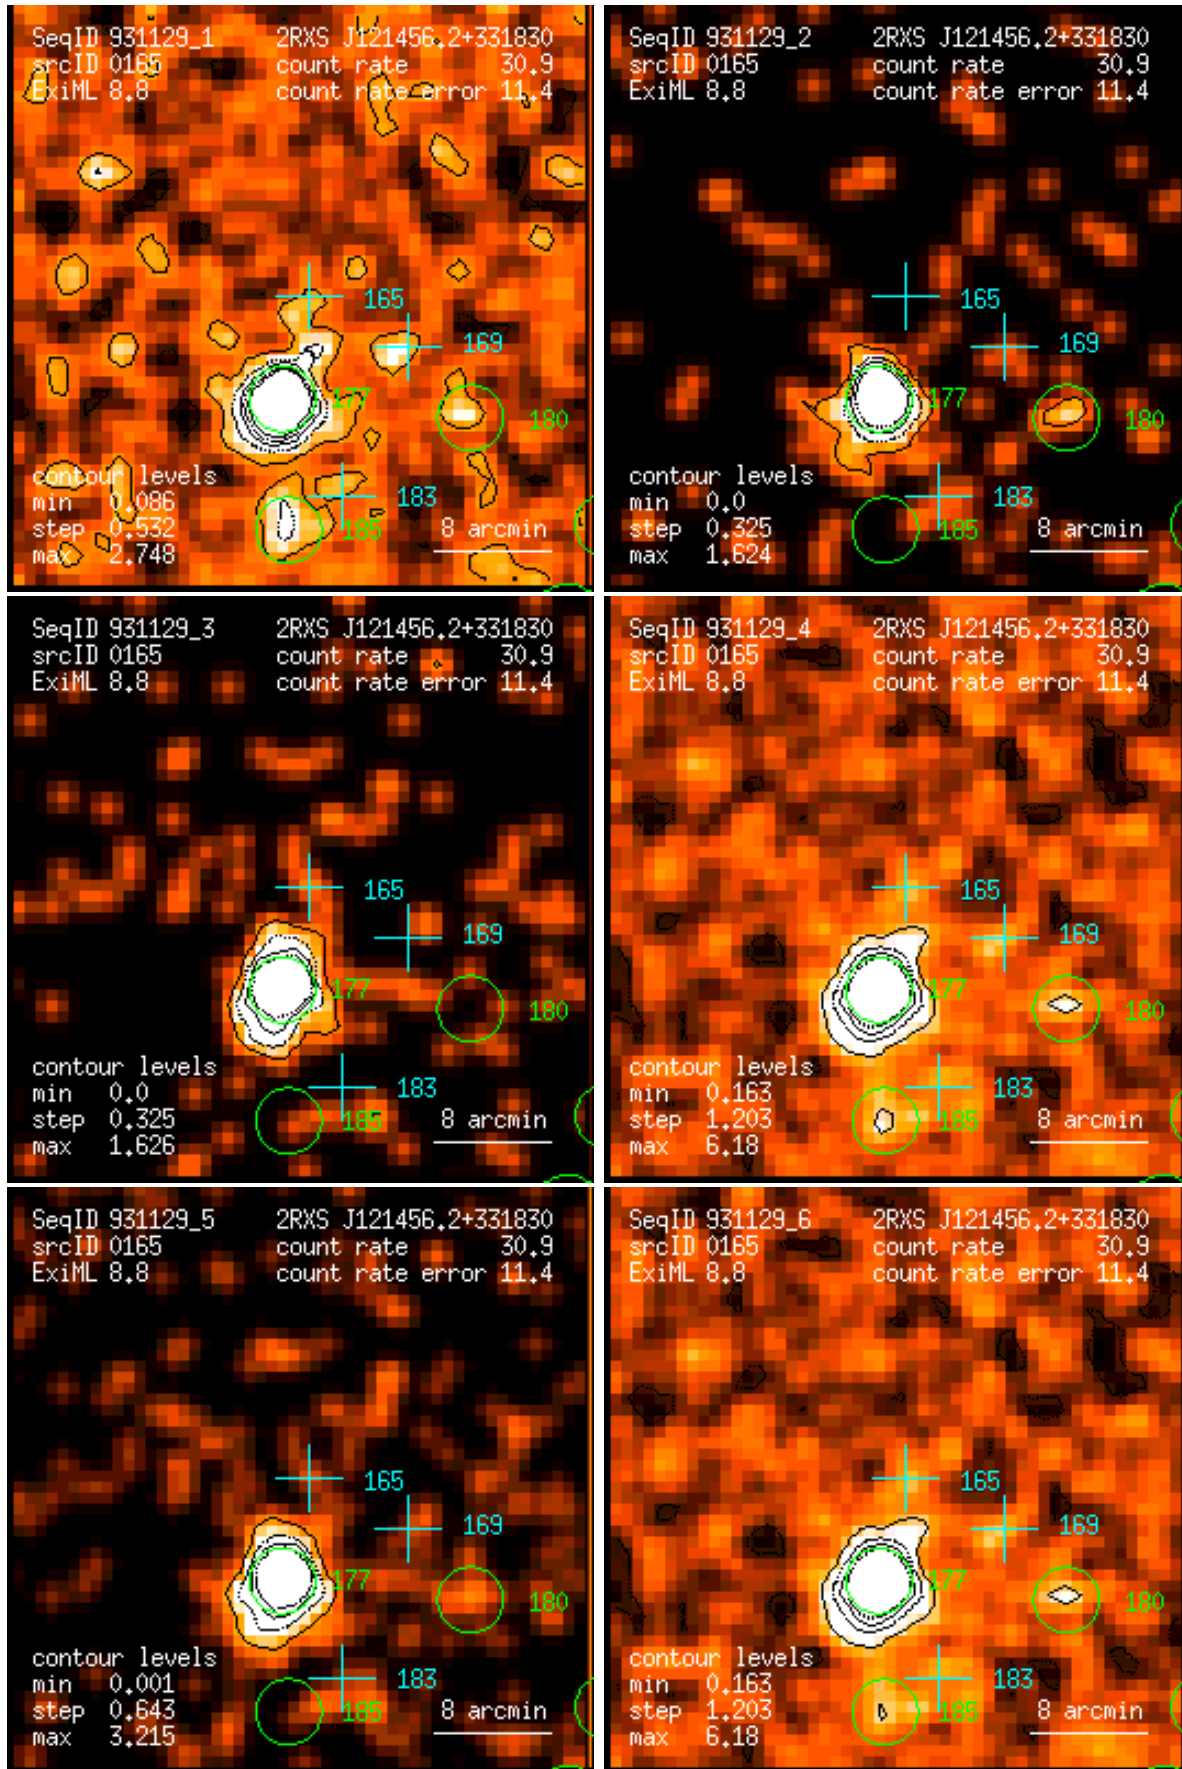 SeqID 931129_1 2RXS J121456.2+331830
srcID 0165 count rate 30.9
ExiML 8.8 count rate error 11.4
165
169
177
180
contour levels
min 0.086
183
step 0.532
185
8 arcmin
max 2.748
SeqID 931129_2 2RXS J121456.2+331830
srcID 0165 count rate 30.9
ExiML 8.8 count rate error 11.4
165
169
177
180
contour levels
min 0.0
183
step 0.325
185
8 arcmin
max 1.624
SeqID 931129_3 2RXS J121456.2+331830
srcID 0165 count rate 30.9
ExiML 8.8 count rate error 11.4
165
169
177
180
contour levels
min 0.0
183
step 0.325
185
8 arcmin
max 1.626
SeqID 931129_4 2RXS J121456.2+331830
srcID 0165 count rate 30.9
ExiML 8.8 count rate error 11.4
165
169
177
180
contour levels
min 0.163
183
step 1.203
185
8 arcmin
max 6.18
SeqID 931129_5 2RXS J121456.2+331830
srcID 0165 count rate 30.9
ExiML 8.8 count rate error 11.4
165
169
177
180
contour levels
min 0.001
183
step 0.643
185
8 arcmin
max 3.215
SeqID 931129_6 2RXS J121456.2+331830
srcID 0165 count rate 30.9
ExiML 8.8 count rate error 11.4
165
169
177
180
contour levels
min 0.163
183
step 1.203
185
8 arcmin
max 6.18